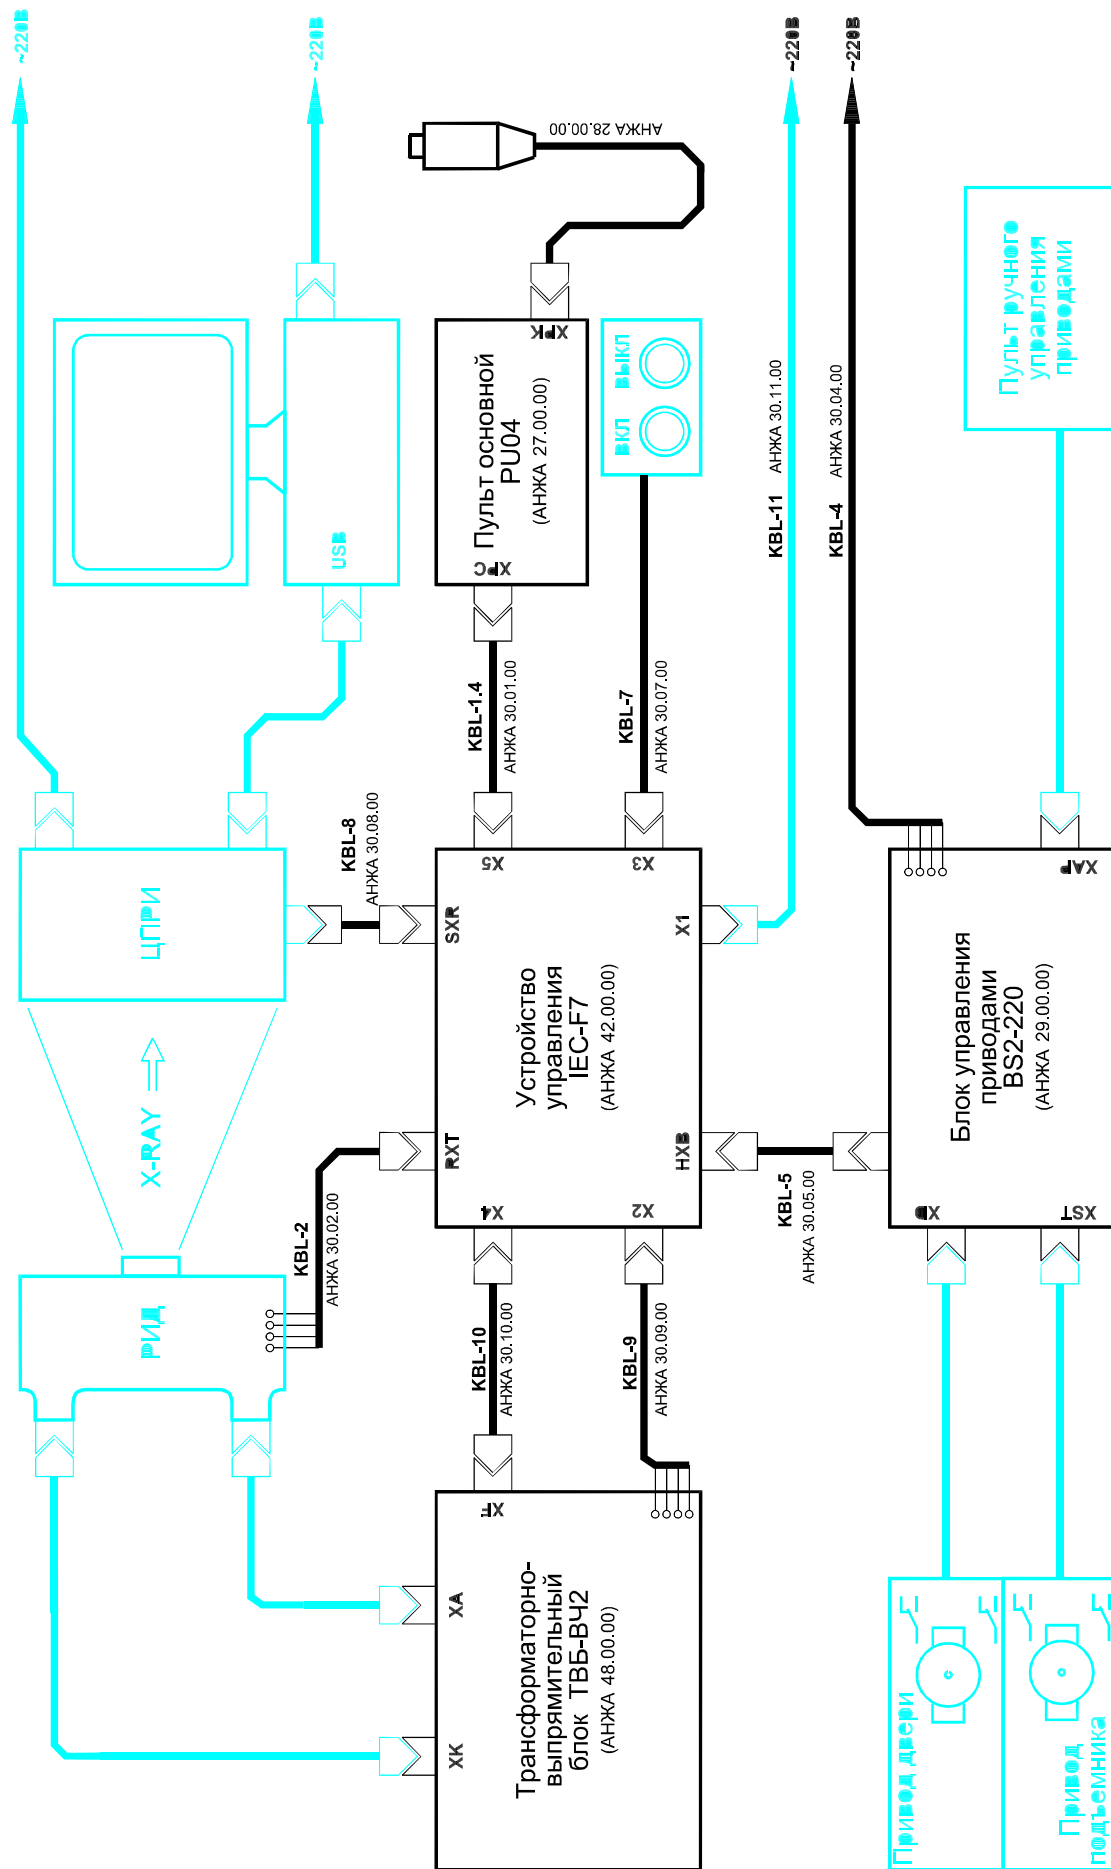 ~220В
~220В
~220В
~220В
АНЖА 28.00.00
XPK
Пульт основной
PU04
(АНЖА 27.00.00)
XPC
ВКЛ
ВЫКЛ
USB
Пульт ручного
управления
приводами
KBL-11
АНЖА 30.11.00
KBL-4
АНЖА 30.04.00
KBL-1.4
АНЖА 30.01.00
KBL-7
АНЖА 30.07.00
KBL-8
АНЖА 30.08.00
ЦПРИ
X-RAY
РИД
KBL-2
АНЖА 30.02.00
X5
X3
SXR
X1
RXT
HXB
X4
X2
Устройство
управления
IEC-F7
(АНЖА 42.00.00)
XAP
Блок управления
приводами
BS2-220
(АНЖА 29.00.00)
XD
XST
KBL-5
АНЖА 30.05.00
KBL-10
АНЖА 30.10.00
KBL-9
АНЖА 30.09.00
XT
XA
XK
Трансформаторно-
выпрямительный
блок ТВБ-ВЧ2
(АНЖА 48.00.00)
Привод двери
Привод
подъемника